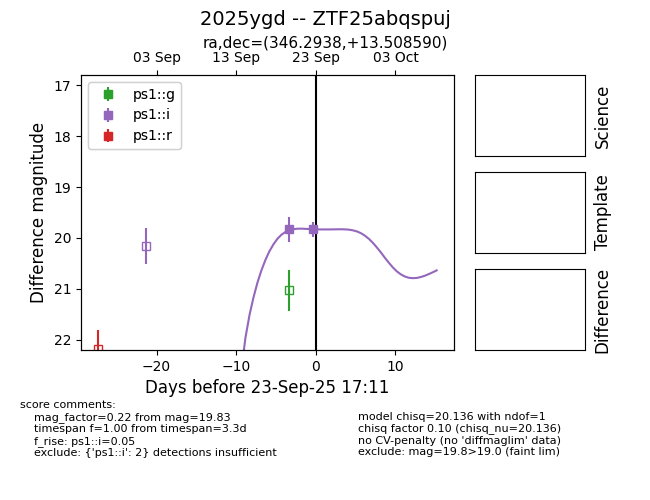 2025ygd -- ZTF25abqspuj
ra,dec=(346.2938,+13.508590)
03 Sep 13 Sep 23 Sep 03 Oct
17
18
19
20
21
22
Difference magnitude
ps1::g
ps1::i
ps1::r
−20 −10 0 10
Days before 23-Sep-25 17:11
Science
Template
Difference
score comments:
mag_factor=0.22 from mag=19.83
timespan f=1.00 from timespan=3.3d
f_rise: ps1::i=0.05
exclude: {'ps1::i': 2} detections insufficient
model chisq=20.136 with ndof=1
chisq factor 0.10 (chisq_nu=20.136)
no CV-penalty (no 'diffmaglim' data)
exclude: mag=19.8>19.0 (faint lim)